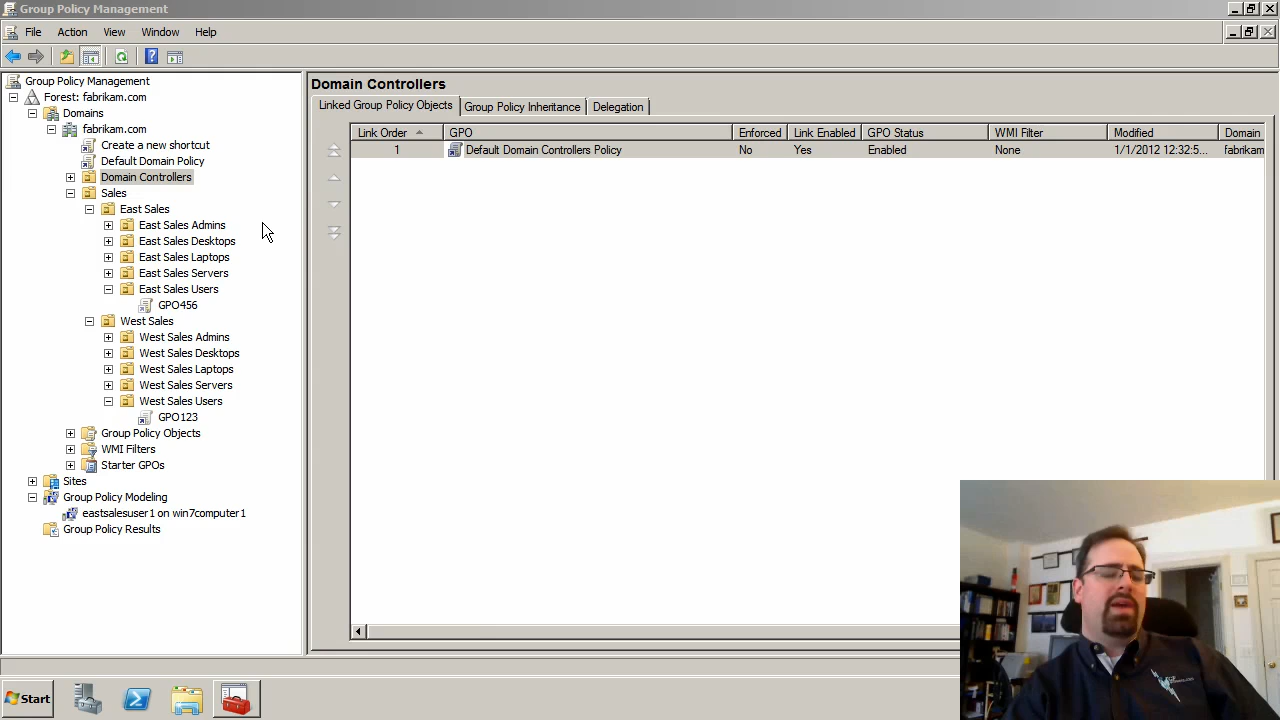 Group Policy Management
File Action View Window Help
Group Policy Management
Forest: fabrikam.com
Domains
fabrikam.com
Create a new shortcut
Default Domain Policy
Domain Controllers
Sales
East Sales
East Sales Admins
East Sales Desktops
East Sales Laptops
East Sales Servers
East Sales Users
GPO456
West Sales
West Sales Admins
West Sales Desktops
West Sales Laptops
West Sales Servers
West Sales Users
GPO123
Group Policy Objects
WMI Filters
Starter GPOs
Sites
Group Policy Modeling
eastsalesuser1 on win7computer1
Group Policy Results
Domain Controllers
Linked Group Policy Objects Group Policy Inheritance Delegation
Link Order GPO Enforced Link Enabled GPO Status WMI Filter Modified Domain
1 Default Domain Controllers Policy No Yes Enabled None 1/1/2012 12:32:5... fabrikam
Start